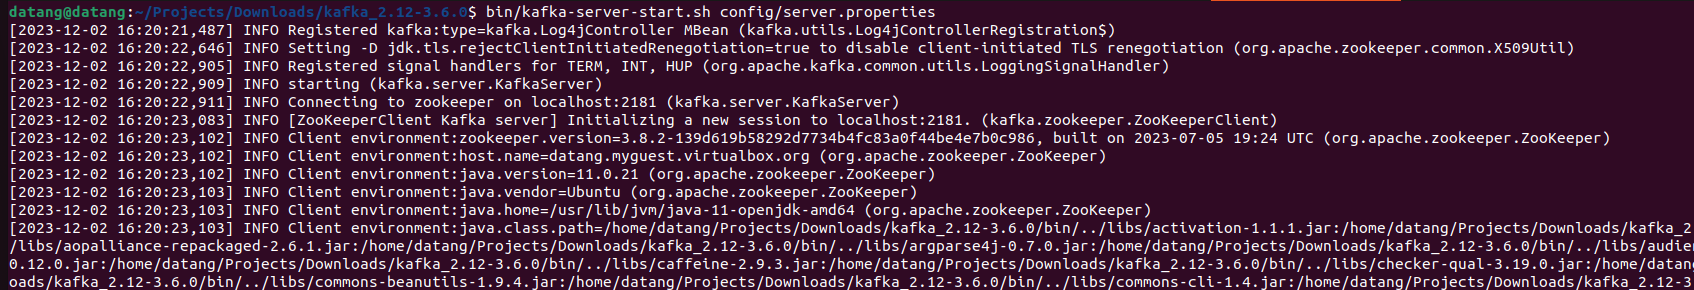 datang@datang:~/Projects/Downloads/kafka_2.12-3.6.0$ bin/kafka-server-start.sh config/server.properties
[2023-12-02 16:20:21,487] INFO Registered kafka:type=kafka.Log4jController MBean (kafka.utils.Log4jControllerRegistration$)
[2023-12-02 16:20:22,646] INFO Setting -D jdk.tls.rejectClientInitiatedRenegotiation=true to disable client-initiated TLS renegotiation (org.apache.zookeeper.common.X509Util)
[2023-12-02 16:20:22,905] INFO Registered signal handlers for TERM, INT, HUP (org.apache.kafka.common.utils.LoggingSignalHandler)
[2023-12-02 16:20:22,909] INFO starting (kafka.server.KafkaServer)
[2023-12-02 16:20:22,911] INFO Connecting to zookeeper on localhost:2181 (kafka.server.KafkaServer)
[2023-12-02 16:20:23,083] INFO [ZooKeeperClient Kafka server] Initializing a new session to localhost:2181. (kafka.zookeeper.ZooKeeperClient)
[2023-12-02 16:20:23,102] INFO Client environment:zookeeper.version=3.8.2-139d619b58292d7734b4fc83a0f44be4e7b0c986, built on 2023-07-05 19:24 UTC (org.apache.zookeeper.ZooKeeper)
[2023-12-02 16:20:23,102] INFO Client environment:host.name=datang.myguest.virtualbox.org (org.apache.zookeeper.ZooKeeper)
[2023-12-02 16:20:23,102] INFO Client environment:java.version=11.0.21 (org.apache.zookeeper.ZooKeeper)
[2023-12-02 16:20:23,103] INFO Client environment:java.vendor=Ubuntu (org.apache.zookeeper.ZooKeeper)
[2023-12-02 16:20:23,103] INFO Client environment:java.home=/usr/lib/jvm/java-11-openjdk-amd64 (org.apache.zookeeper.ZooKeeper)
[2023-12-02 16:20:23,103] INFO Client environment:java.class.path=/home/datang/Projects/Downloads/kafka_2.12-3.6.0/bin/../libs/activation-1.1.1.jar:/home/datang/Projects/Downloads/kafka_2
/libs/aopalliance-repackaged-2.6.1.jar:/home/datang/Projects/Downloads/kafka_2.12-3.6.0/bin/../libs/argparse4j-0.7.0.jar:/home/datang/Projects/Downloads/kafka_2.12-3.6.0/bin/../libs/audien
0.12.0.jar:/home/datang/Projects/Downloads/kafka_2.12-3.6.0/bin/../libs/caffeine-2.9.3.jar:/home/datang/Projects/Downloads/kafka_2.12-3.6.0/bin/../libs/checker-qual-3.19.0.jar:/home/datang
oads/kafka_2.12-3.6.0/bin/../libs/commons-beanutils-1.9.4.jar:/home/datang/Projects/Downloads/kafka_2.12-3.6.0/bin/../libs/commons-cli-1.4.jar:/home/datang/Projects/Downloads/kafka_2.12-3